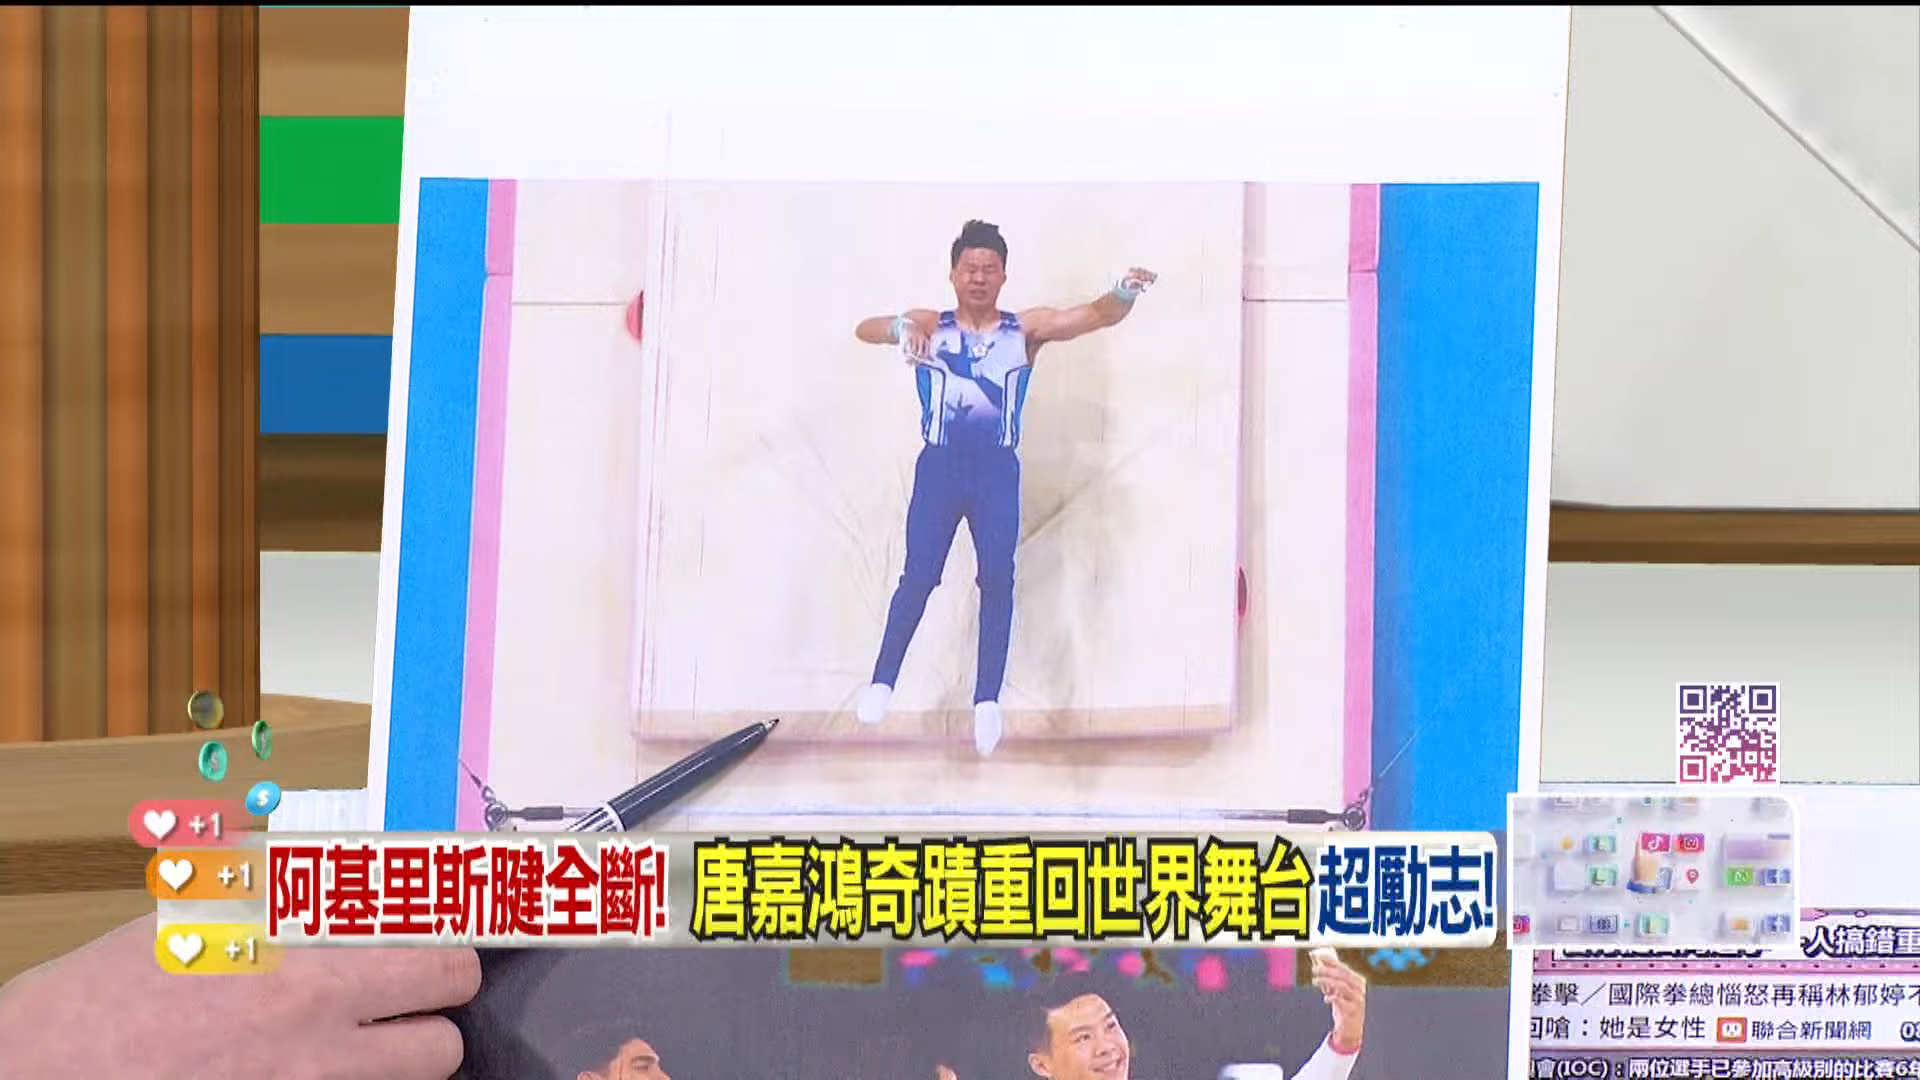 +1
+1
+1
阿基里斯腱全斷! 唐嘉鴻奇蹟重回世界舞台超勵志!
一人搞錯重
拳擊／國際拳總惱怒再稱林郁婷不
回嗆：她是女性 聯合新聞網
會(IOC)：兩位選手已參加高級別的比賽6年